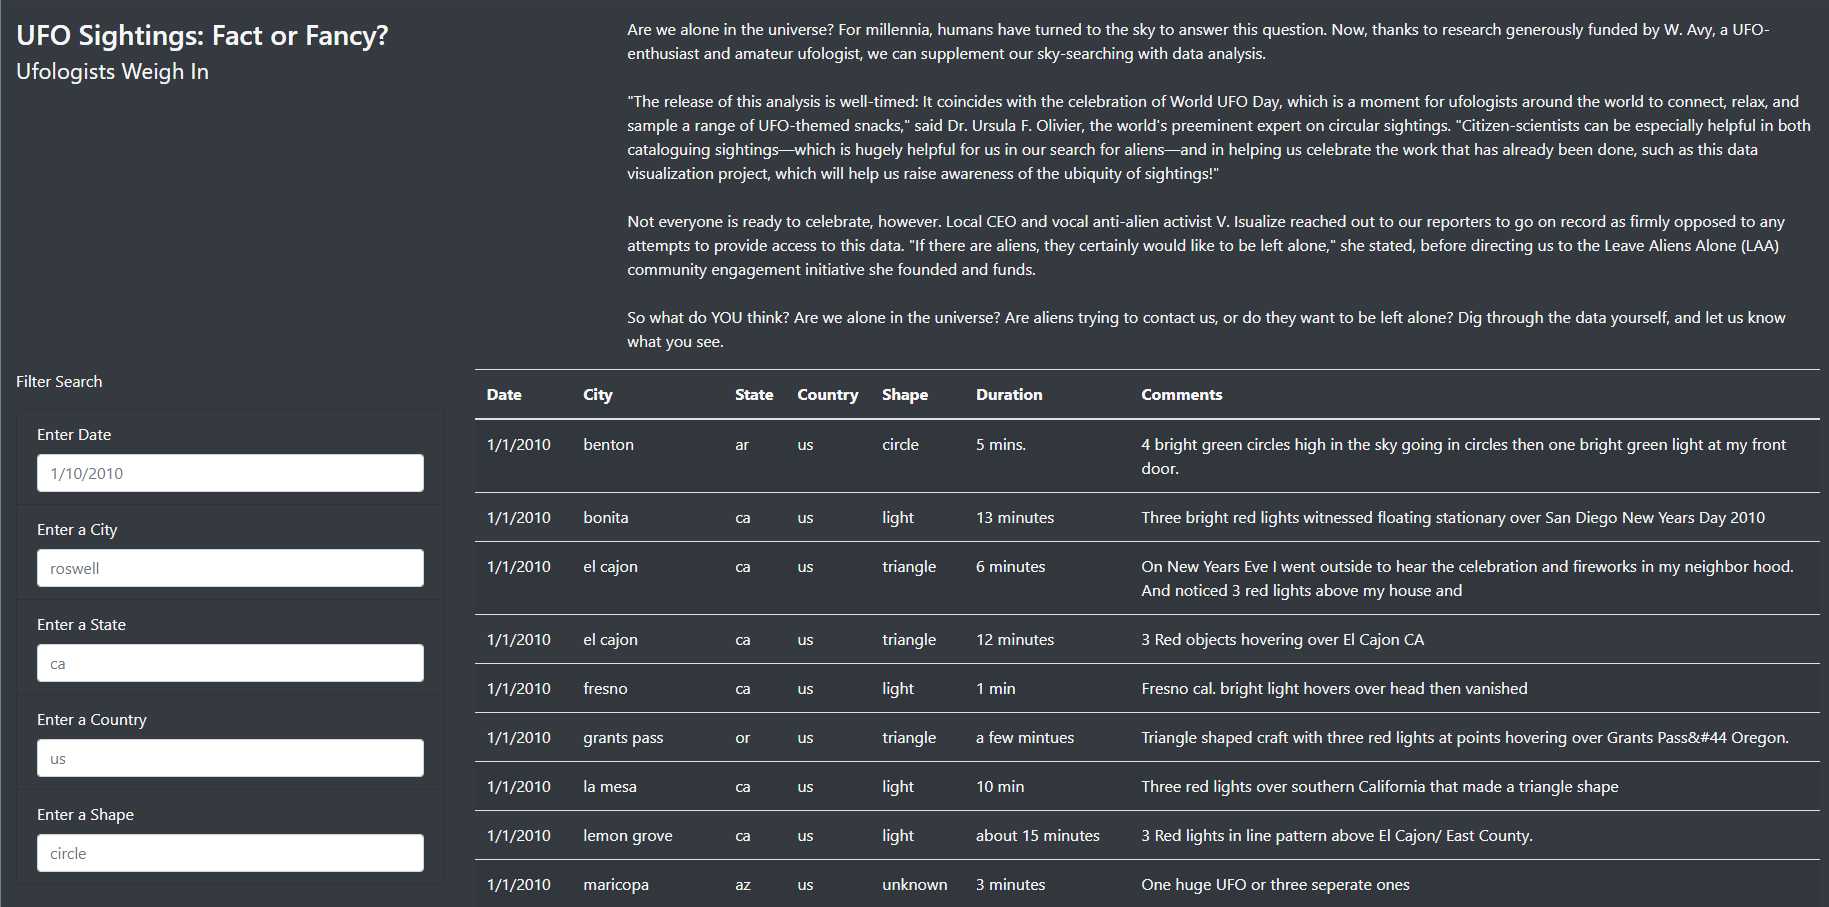 UFO Sightings: Fact or Fancy?
Ufologists Weigh In
Are we alone in the universe? For millennia, humans have turned to the sky to answer this question. Now, thanks to research generously funded by W. Avy, a UFO-
enthusiast and amateur ufologist, we can supplement our sky-searching with data analysis.
"The release of this analysis is well-timed: It coincides with the celebration of World UFO Day, which is a moment for ufologists around the world to connect, relax, and
sample a range of UFO-themed snacks," said Dr. Ursula F. Olivier, the world's preeminent expert on circular sightings. "Citizen-scientists can be especially helpful in both
cataloguing sightings—which is hugely helpful for us in our search for aliens—and in helping us celebrate the work that has already been done, such as this data
visualization project, which will help us raise awareness of the ubiquity of sightings!"
Not everyone is ready to celebrate, however. Local CEO and vocal anti-alien activist V. Isualize reached out to our reporters to go on record as firmly opposed to any
attempts to provide access to this data. "If there are aliens, they certainly would like to be left alone," she stated, before directing us to the Leave Aliens Alone (LAA)
community engagement initiative she founded and funds.
So what do YOU think? Are we alone in the universe? Are aliens trying to contact us, or do they want to be left alone? Dig through the data yourself, and let us know
what you see.
Filter Search
Enter Date
1/10/2010
Enter a City
roswell
Enter a State
ca
Enter a Country
us
Enter a Shape
circle
Date City State Country Shape Duration Comments
1/1/2010 benton ar us circle 5 mins. 4 bright green circles high in the sky going in circles then one bright green light at my front
door.
1/1/2010 bonita ca us light 13 minutes Three bright red lights witnessed floating stationary over San Diego New Years Day 2010
1/1/2010 el cajon ca us triangle 6 minutes On New Years Eve I went outside to hear the celebration and fireworks in my neighbor hood.
And noticed 3 red lights above my house and
1/1/2010 el cajon ca us triangle 12 minutes 3 Red objects hovering over El Cajon CA
1/1/2010 fresno ca us light 1 min Fresno cal. bright light hovers over head then vanished
1/1/2010 grants pass or us triangle a few mintues Triangle shaped craft with three red lights at points hovering over Grants Pass&#44 Oregon.
1/1/2010 la mesa ca us light 10 min Three red lights over southern California that made a triangle shape
1/1/2010 lemon grove ca us light about 15 minutes 3 Red lights in line pattern above El Cajon/ East County.
1/1/2010 maricopa az us unknown 3 minutes One huge UFO or three seperate ones